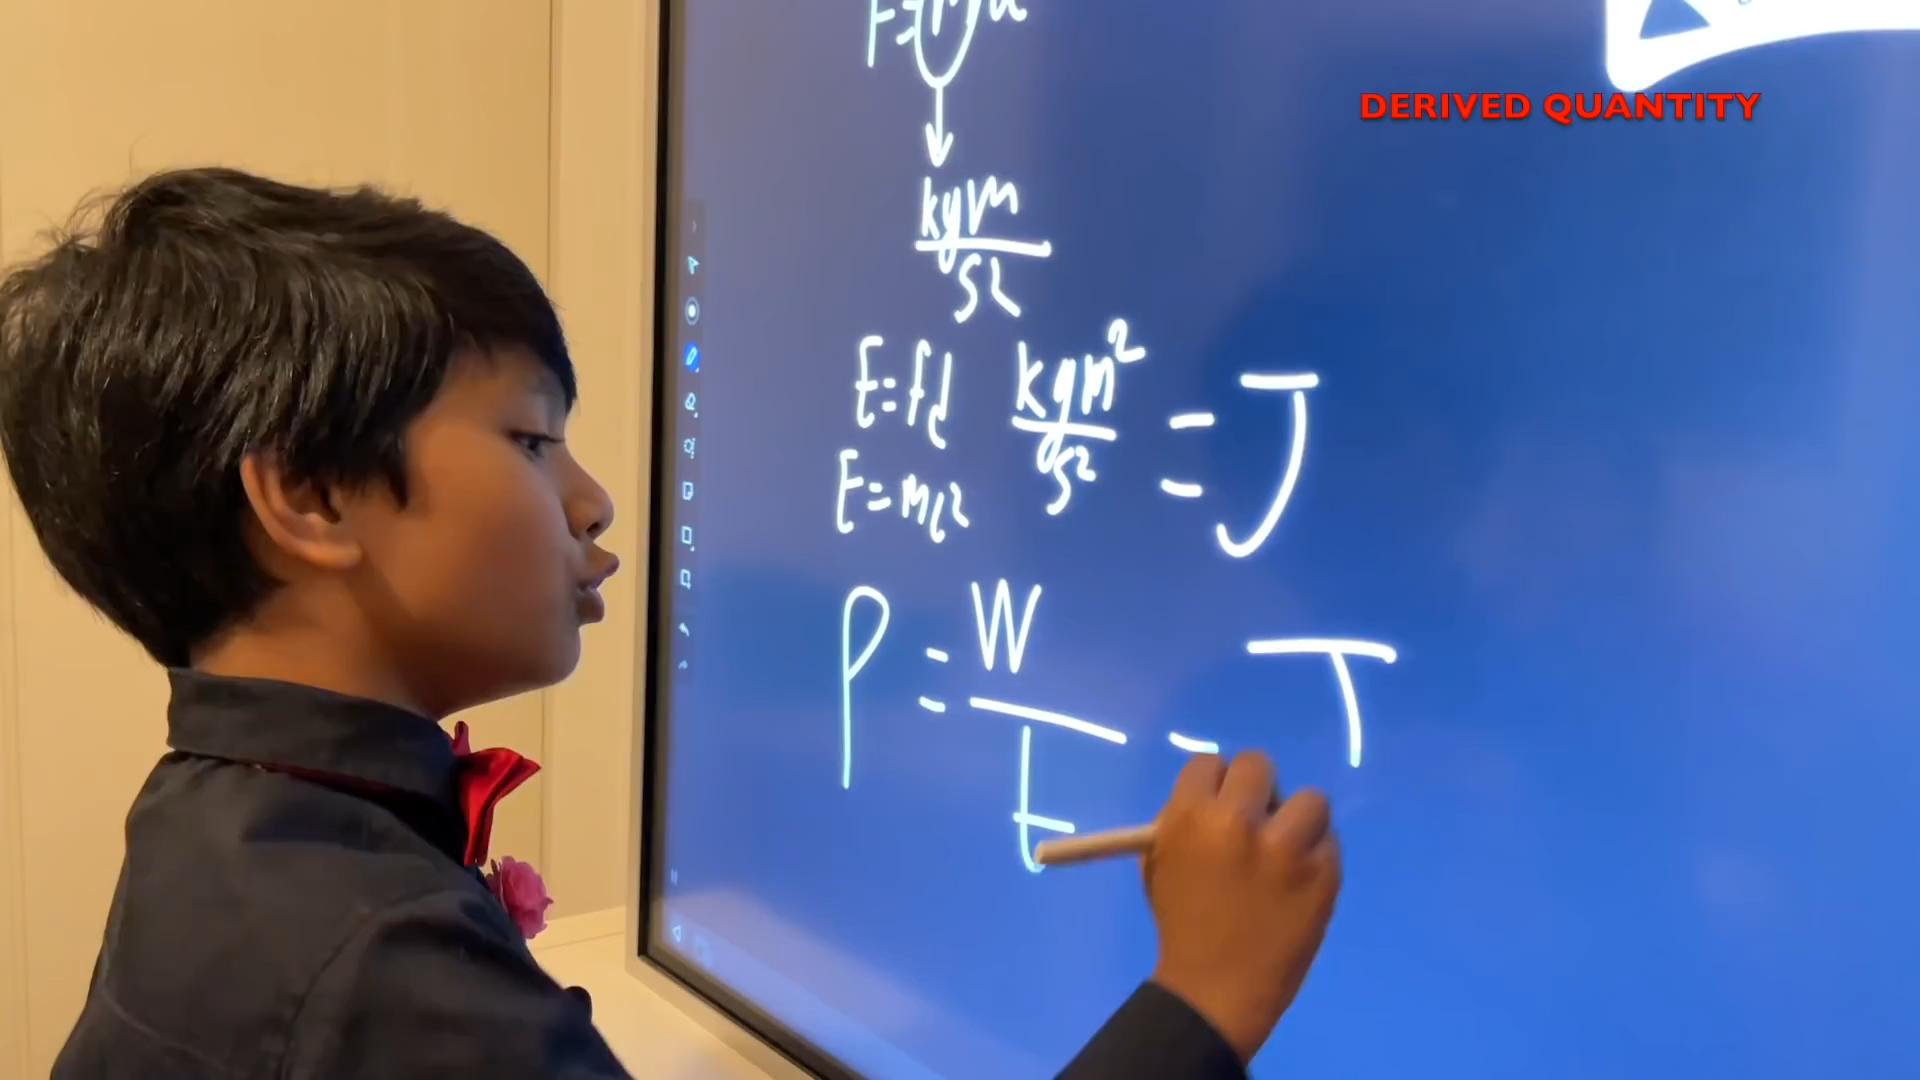 DERIVED QUANTITY
F=ma
kgm
s2
E=fd kgm² = J
s²
E=mc2
P = W
t